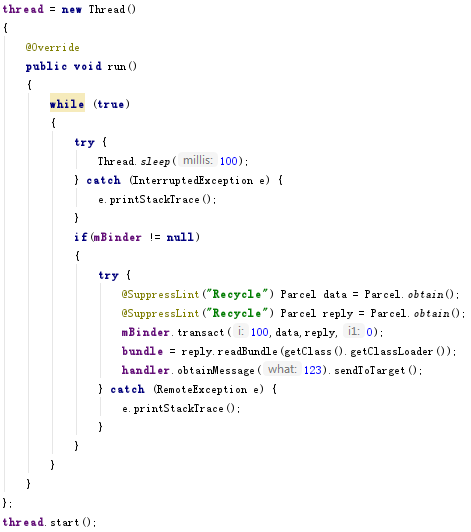 thread = new Thread()
{
    @Override
    public void run()
    {
        while (true)
        {
            try {
                Thread.sleep( millis: 100);
            } catch (InterruptedException e) {
                e.printStackTrace();
            }
            if(mBinder != null)
            {
                try {
                    @SuppressLint("Recycle") Parcel data = Parcel.obtain();
                    @SuppressLint("Recycle") Parcel reply = Parcel.obtain();
                    mBinder.transact( i: 100,data,reply, i1: 0);
                    bundle = reply.readBundle(getClass().getClassLoader());
                    handler.obtainMessage( what: 123).sendToTarget();
                } catch (RemoteException e) {
                    e.printStackTrace();
                }
            }
        }
    }
};
thread.start();